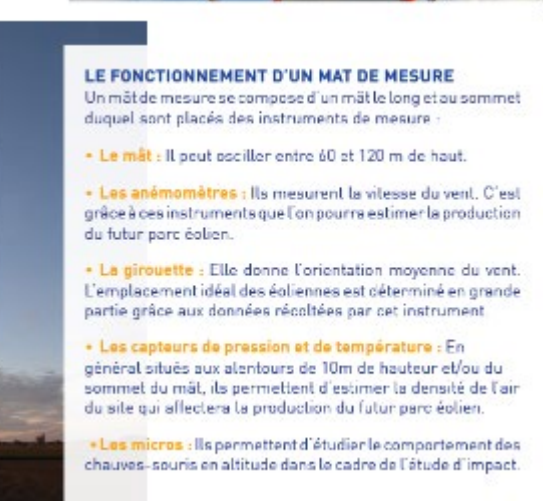 LE FONCTIONNEMENT D'UN MAT DE MESURE
Un mât de mesure se compose d'un mât le long et au sommet
duquel sont placés des instruments de mesure :
• Le mât : Il peut osciller entre 60 et 120 m de haut.
• Les anémomètres : Ils mesurent la vitesse du vent. C'est
grâce à ces instruments que l'on pourra estimer la production
du futur parc éolien.
• La girouette : Elle donne l'orientation moyenne du vent.
L'emplacement idéal des éoliennes est déterminé en grande
partie grâce aux données récoltées par cet instrument
• Les capteurs de pression et de température : En
général situés aux alentours de 10m de hauteur et/ou du
sommet du mât, ils permettent d'estimer la densité de l'air
du site qui affectera la production du futur parc éolien.
• Les micros : Ils permettent d'étudier le comportement des
chauves-souris en altitude dans le cadre de l'étude d'impact.